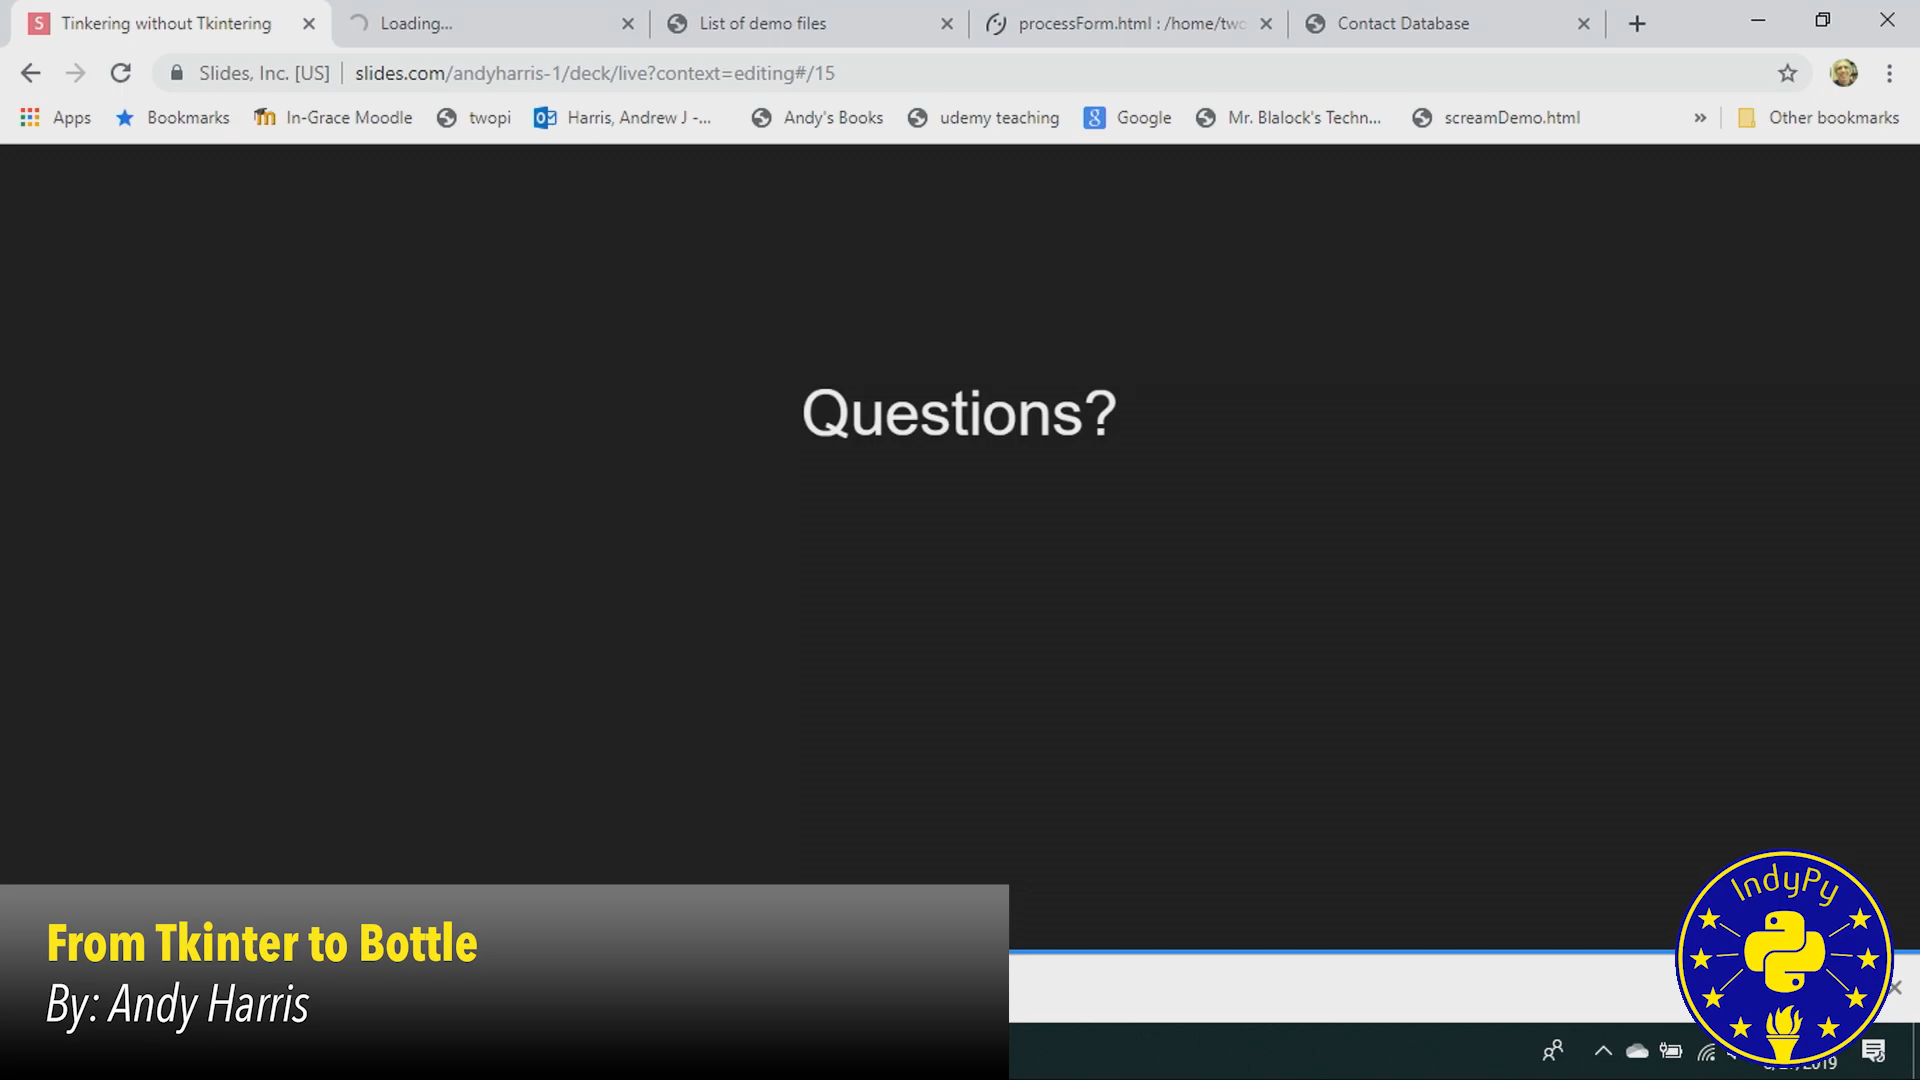 Tinkering without Tkintering
Loading...
List of demo files
processForm.html : /home/two
Contact Database
Slides, Inc. [US]
slides.com/andyharris-1/deck/live?context=editing#/15
Apps
Bookmarks
In-Grace Moodle
twopi
Harris, Andrew J -...
Andy's Books
udemy teaching
Google
Mr. Blalock's Techn...
screamDemo.html
»
Other bookmarks
Questions?
From Tkinter to Bottle
By: Andy Harris
IndyPy